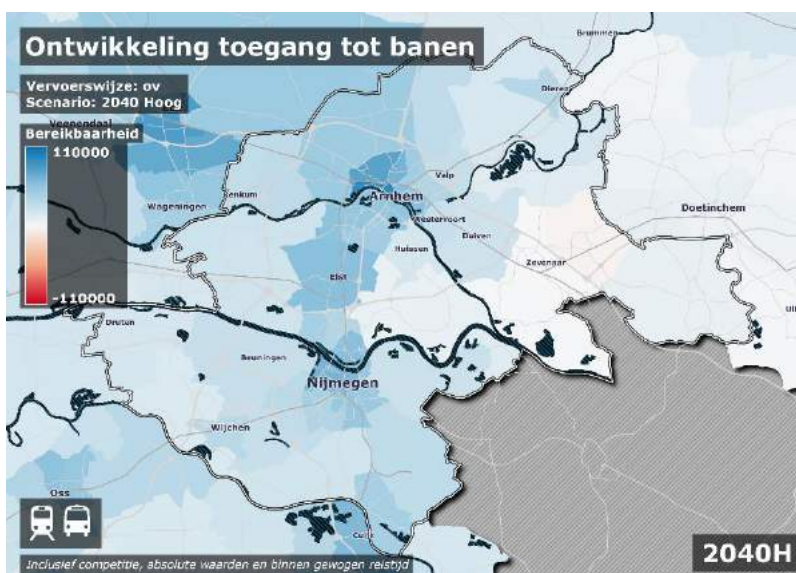 Ontwikkeling toegang tot banen
Brummen
Vervoerswijze: ov
Scenario: 2040 Hoog
Dieren
Veenendaal
Bereikbaarheid
110000
Velp
Arnhem
Wageningen
Westervoort
Doetinchem
Duiven
Huissen
Zevenaar
Elst
-110000
Druten
Beuningen
Nijmegen
Wijchen
Oss
Cuijk
2040H
Inclusief competitie, absolute waarden en binnen gewogen reistijd